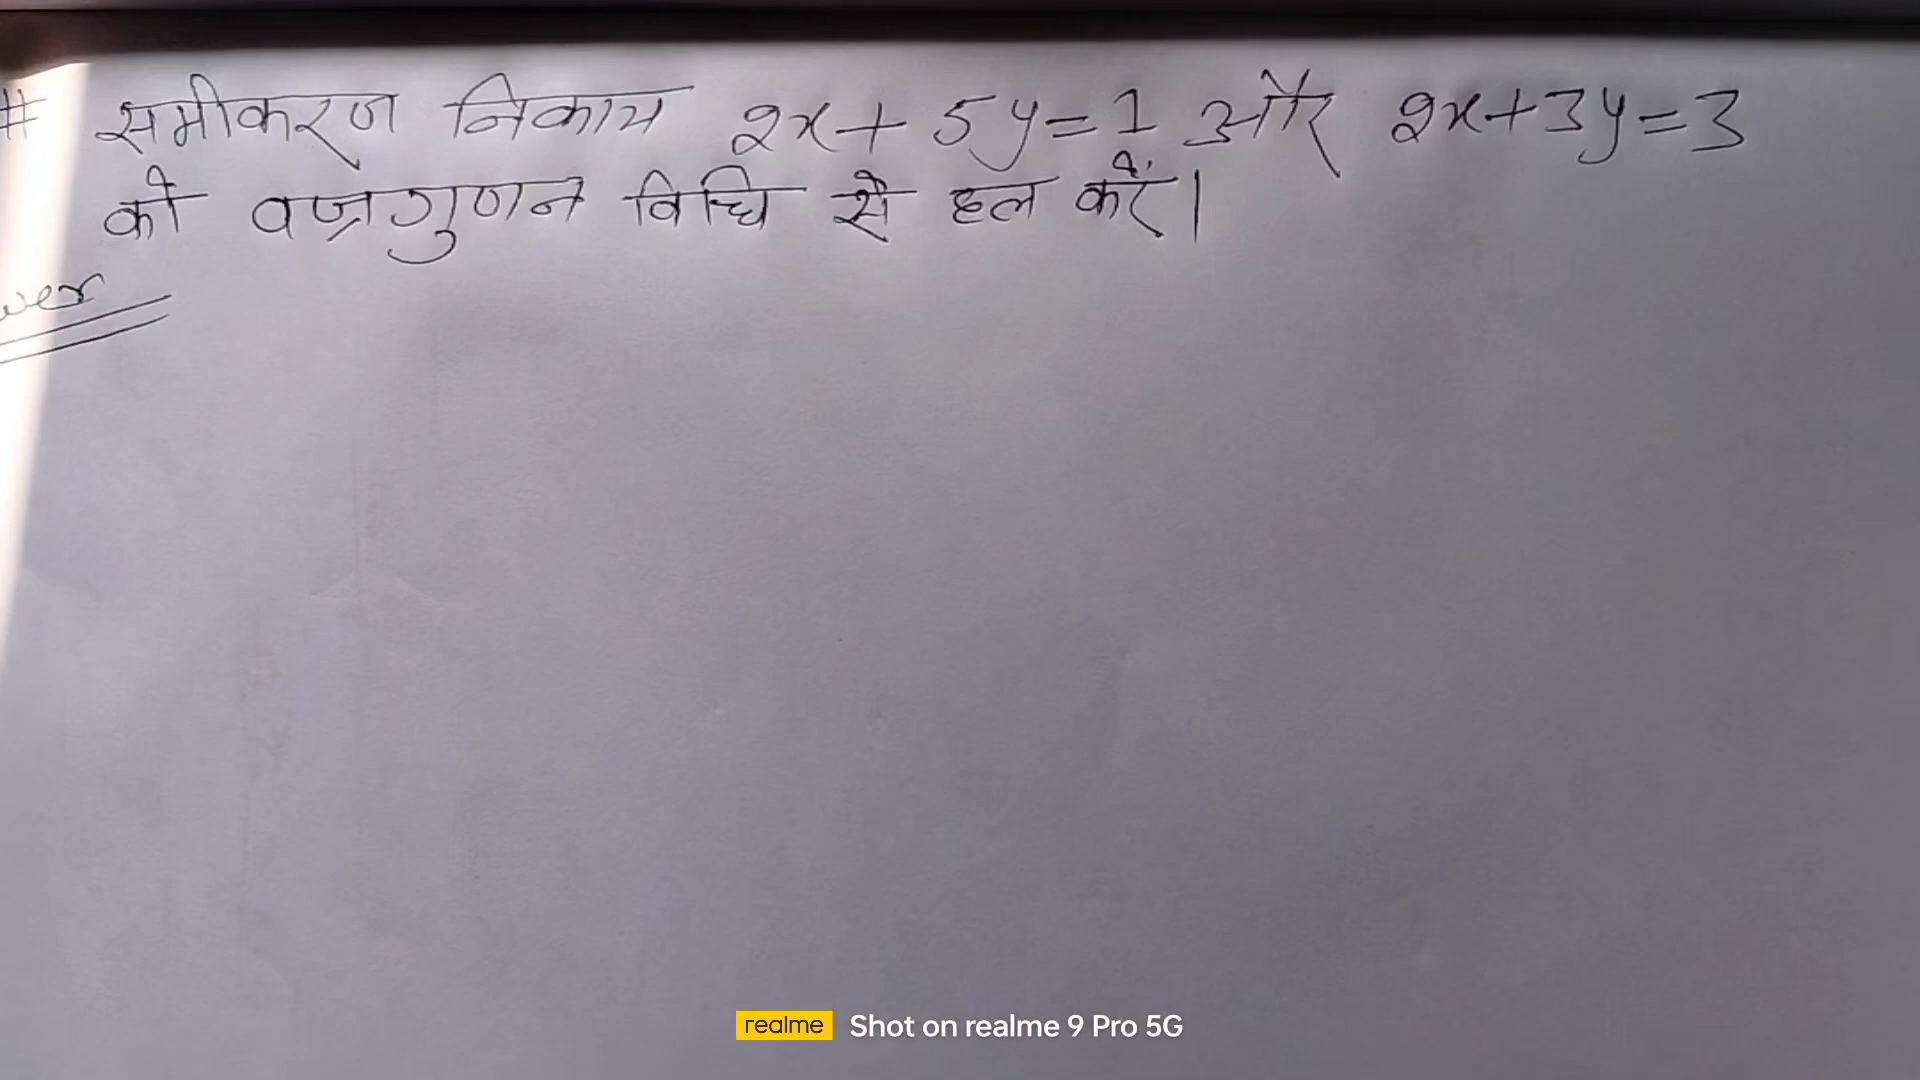 # समीकरण निकाय 2x + 5y = 1 और 2x + 3y = 3
को वज्रगुणन विधि से हल करें।
wer
realme Shot on realme 9 Pro 5G